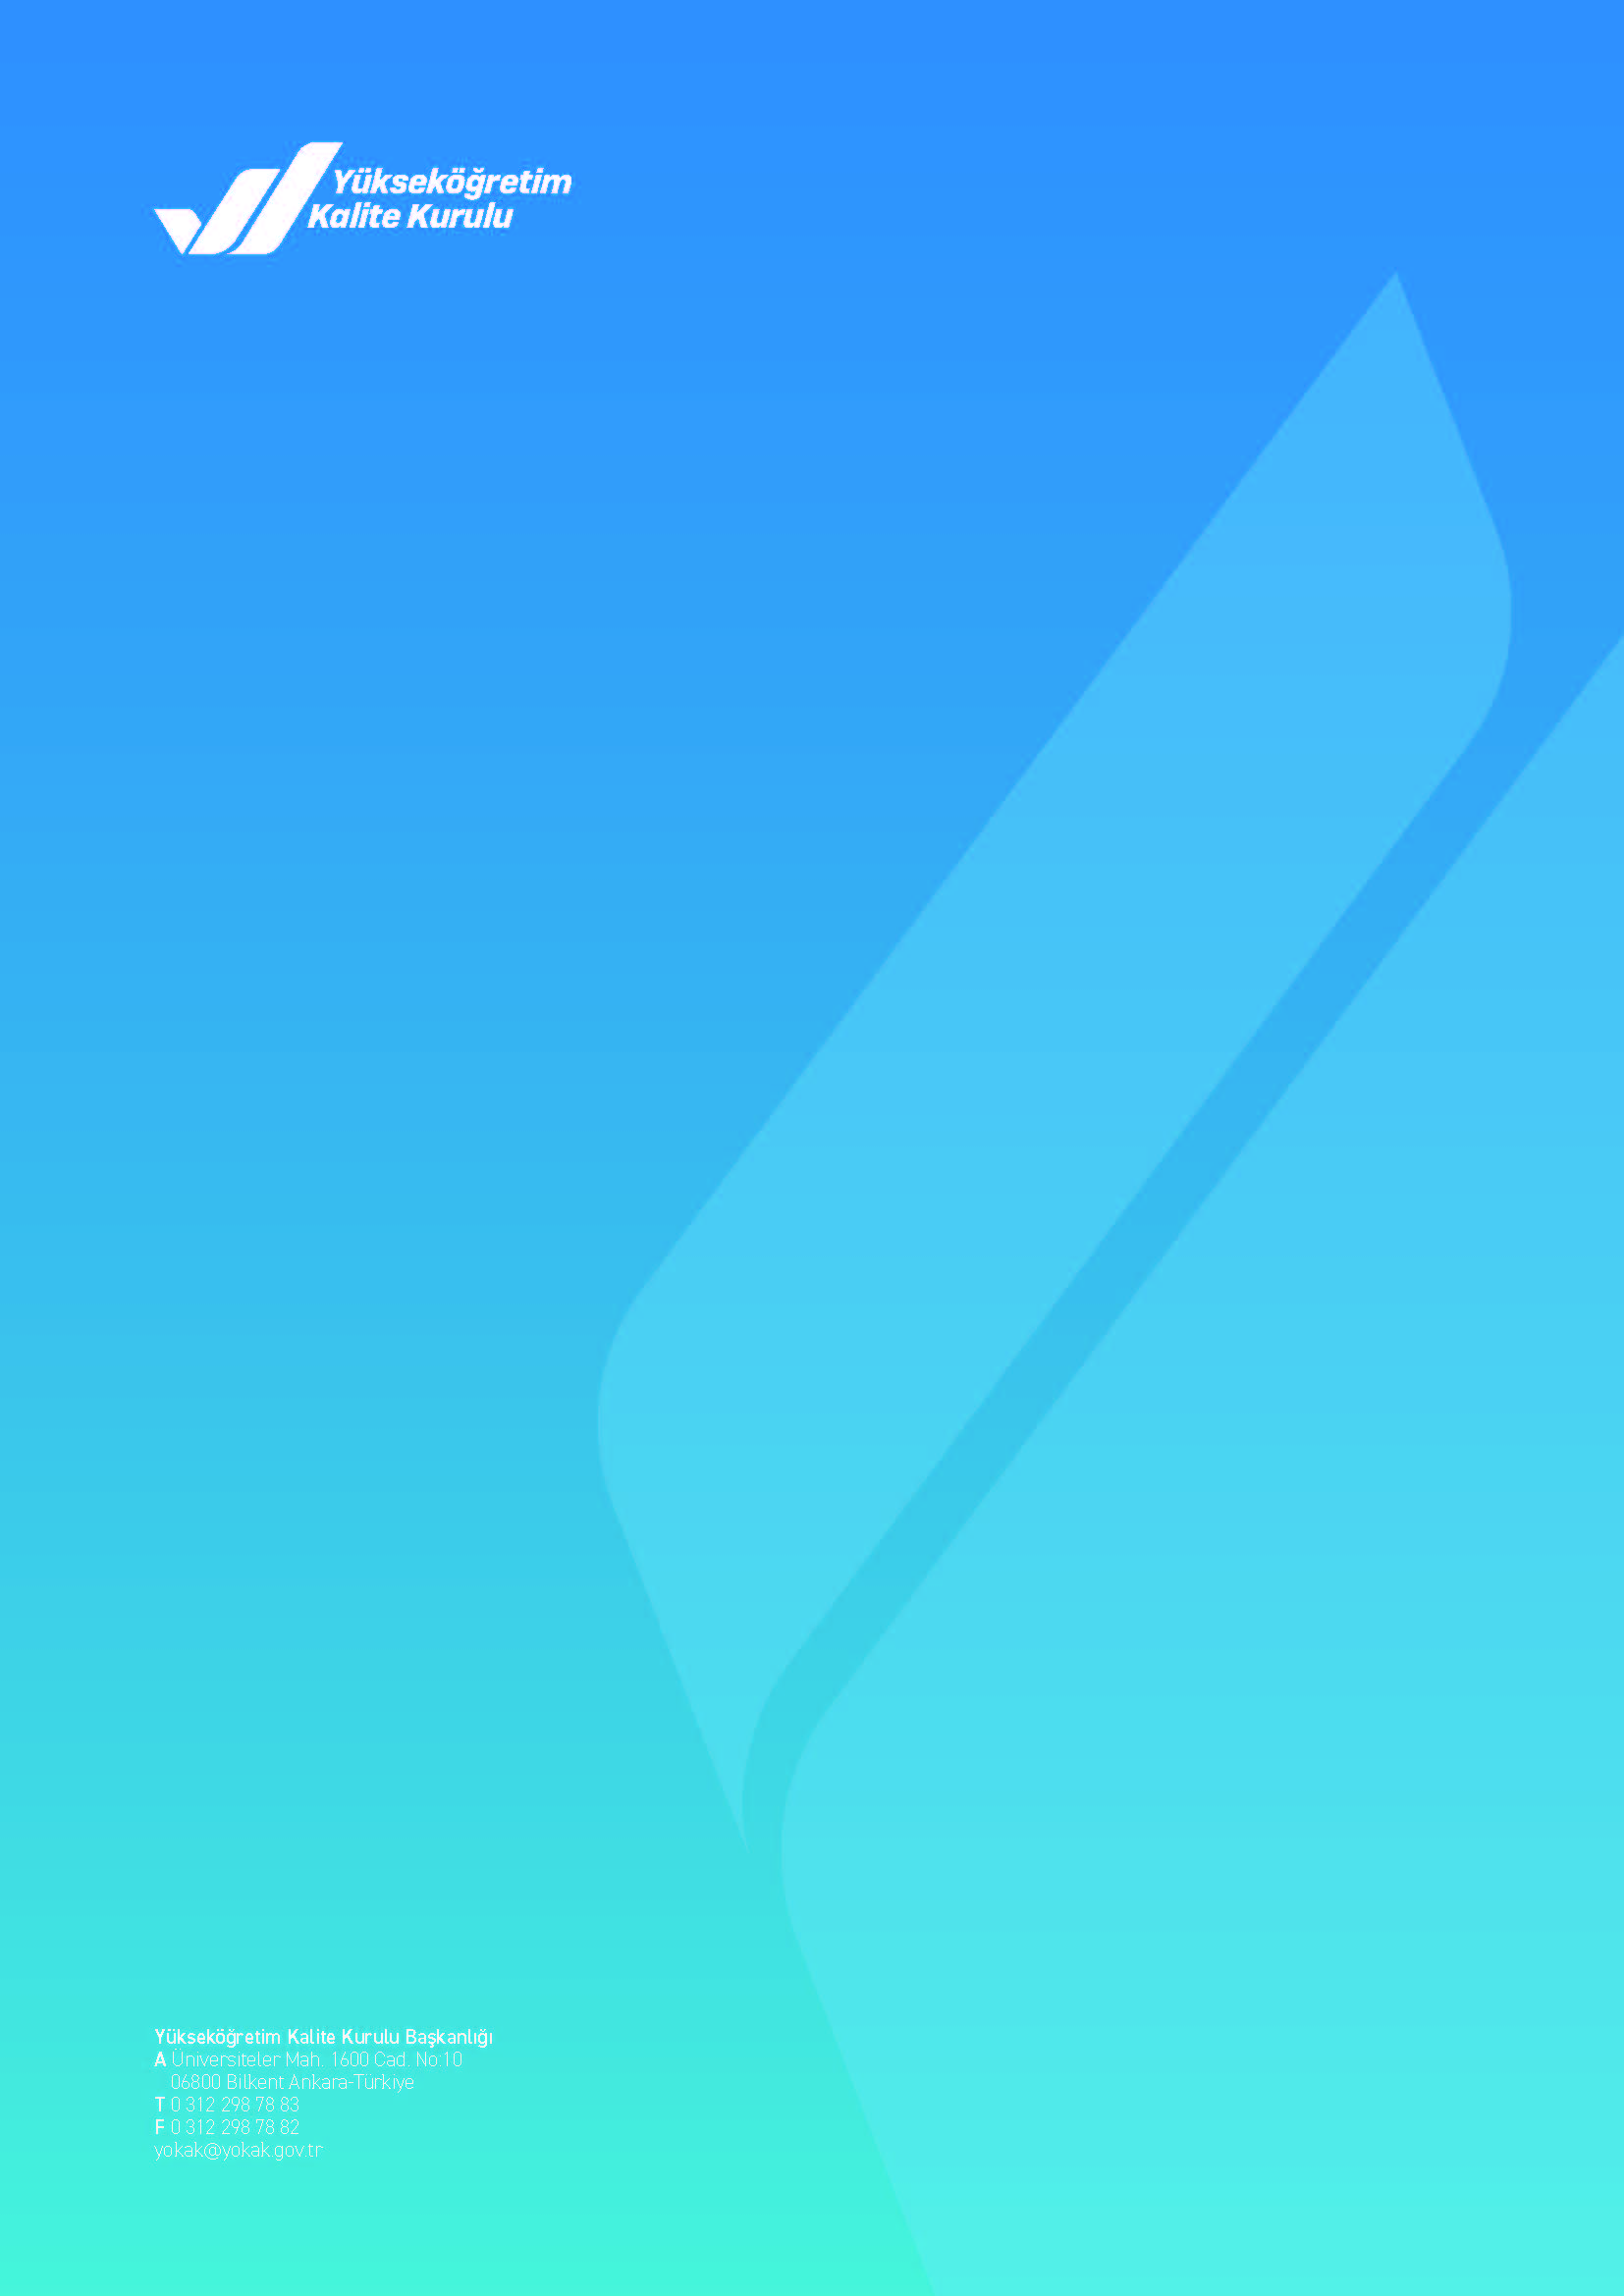 Yükseköğretim
Kalite Kurulu
Yükseköğretim Kalite Kurulu Başkanlığı
A Üniversiteler Mah. 1600 Cad. No:10
06800 Bilkent Ankara-Türkiye
T 0 312 298 78 83
F 0 312 298 78 82
yokak@yokak.gov.tr